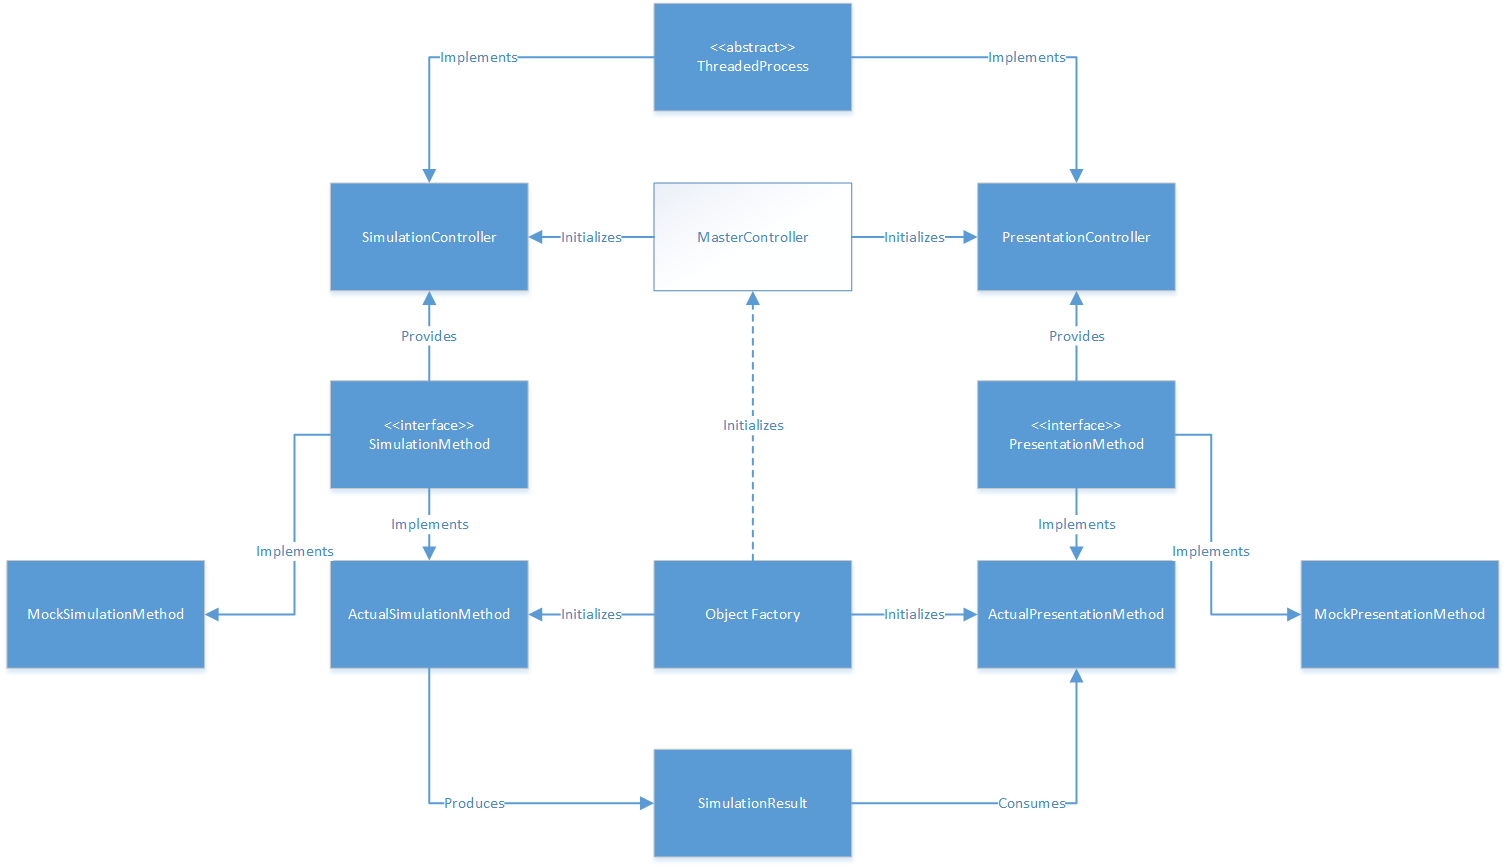 <<abstract>>
ThreadedProcess
Implements
Implements
SimulationController
Initializes
MasterController
Initializes
PresentationController
Provides
Provides
<<interface>>
SimulationMethod
Initializes
<<interface>>
PresentationMethod
Implements
Implements
Implements
Implements
MockSimulationMethod
ActualSimulationMethod
Initializes
Object Factory
Initializes
ActualPresentationMethod
MockPresentationMethod
Produces
SimulationResult
Consumes